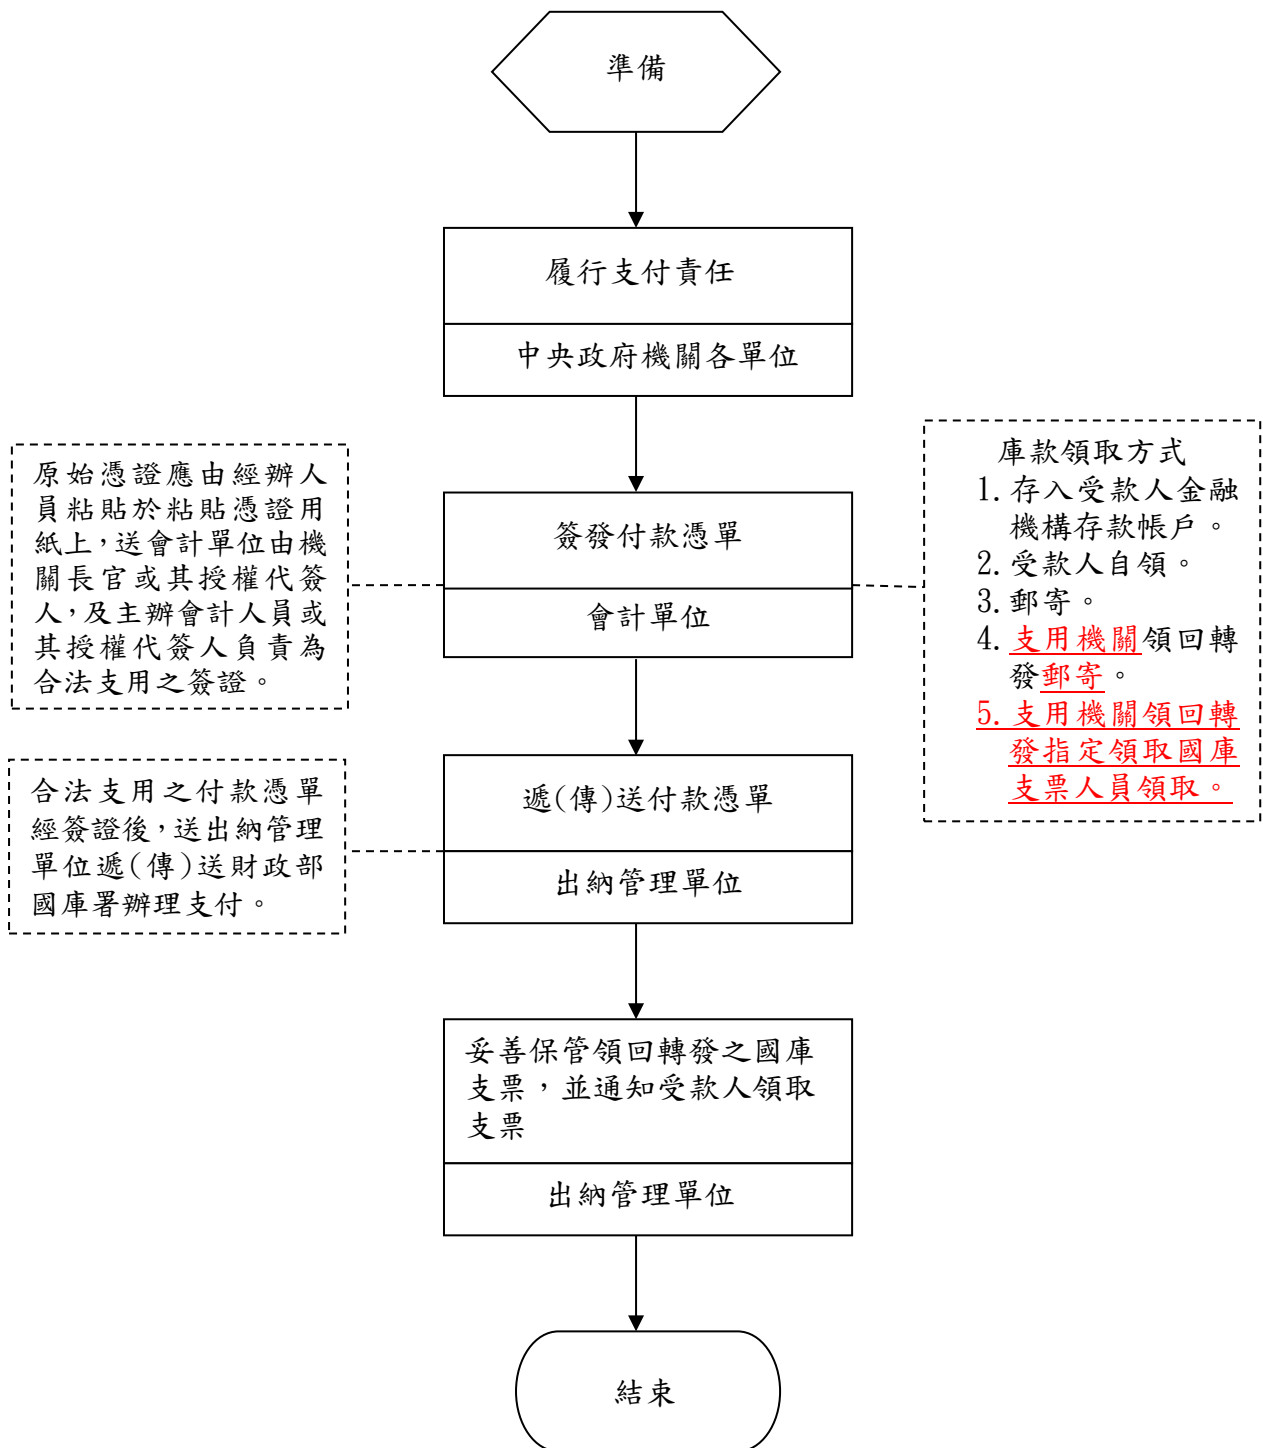 準備
履行支付責任
中央政府機關各單位
原始憑證應由經辦人
員粘貼於粘貼憑證用
紙上，送會計單位由機
關長官或其授權代簽
人，及主辦會計人員或
其授權代簽人負責為
合法支用之簽證。
簽發付款憑單
會計單位
庫款領取方式
1. 存入受款人金融
機構存款帳戶。
2. 受款人自領。
3. 郵寄。
4. 支用機關領回轉
發郵寄。
5. 支用機關領回轉
發指定領取國庫
支票人員領取。
合法支用之付款憑單
經簽證後，送出納管理
單位遞(傳)送財政部
國庫署辦理支付。
遞(傳)送付款憑單
出納管理單位
妥善保管領回轉發之國庫
支票，並通知受款人領取
支票
出納管理單位
結束